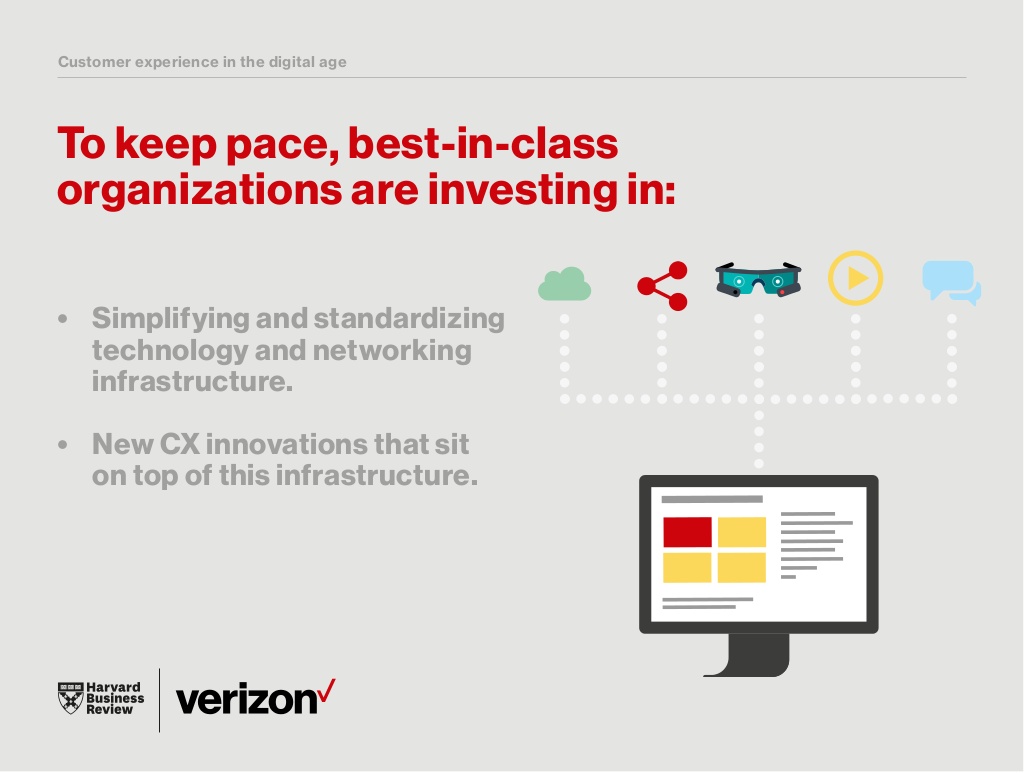 Customer experience in the digital age
To keep pace, best-in-class
organizations are investing in:
• Simplifying and standardizing
technology and networking
infrastructure.
• New CX innovations that sit
on top of this infrastructure.
Harvard
Business
Review
verizon✓